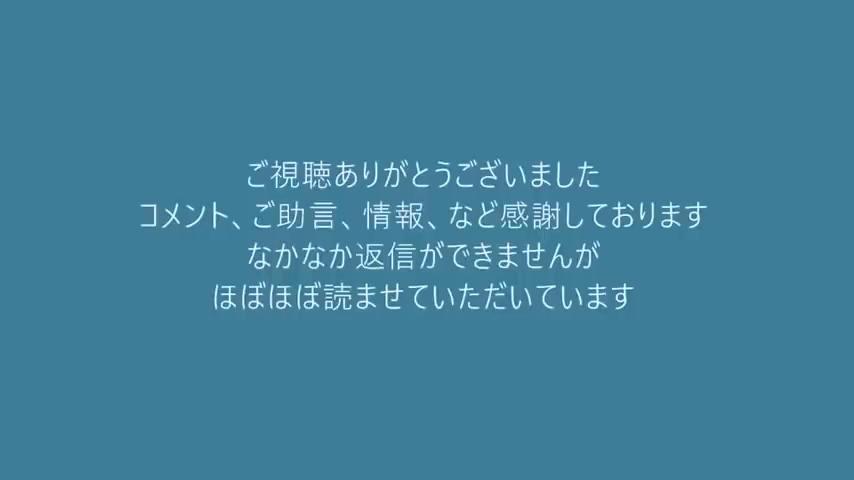 ご視聴ありがとうございました
コメント、ご助言、情報、など感謝しております
なかなか返信ができませんが
ほぼほぼ読ませていただいています